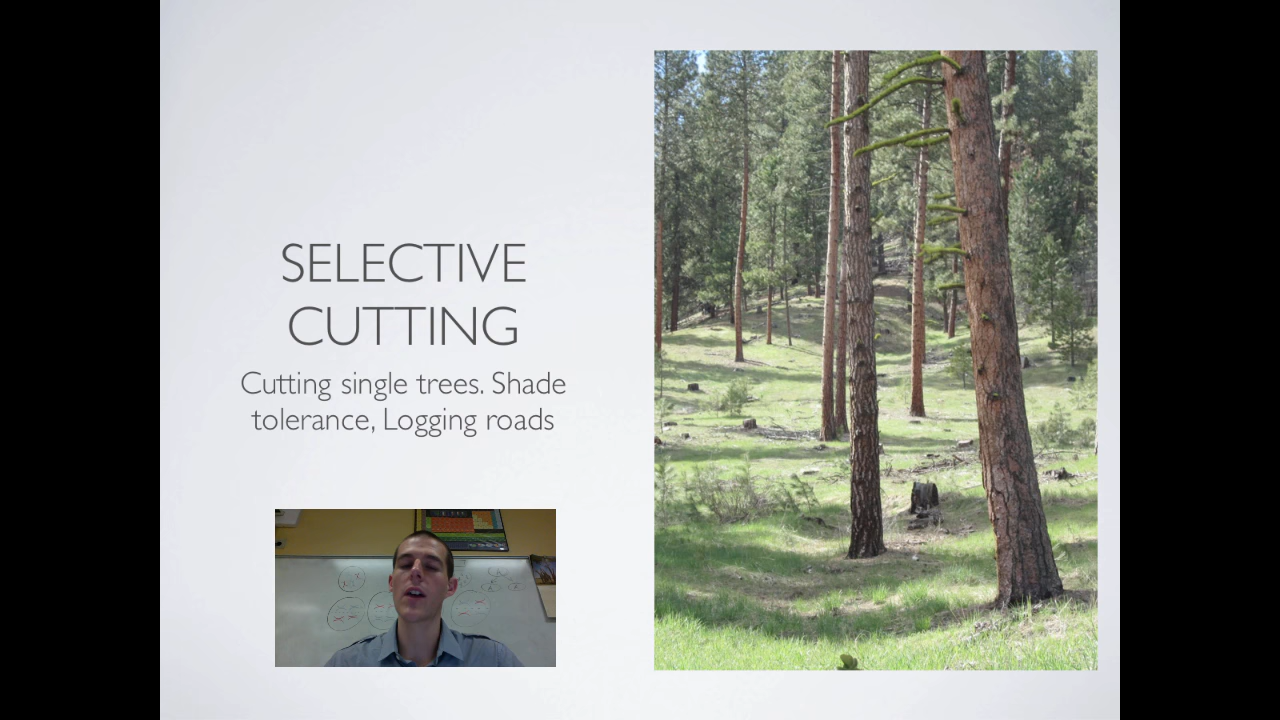 SELECTIVE
CUTTING
Cutting single trees. Shade
tolerance, Logging roads